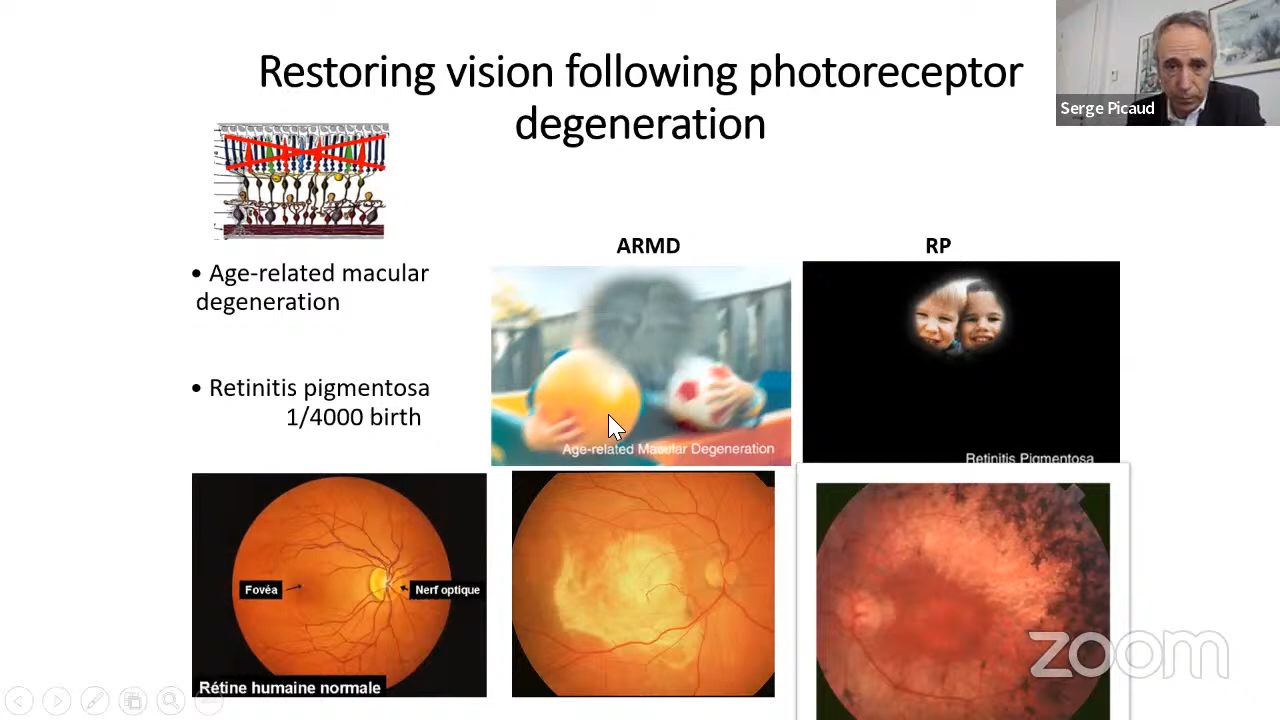 Restoring vision following photoreceptor
degeneration
Serge Picaud
• Age-related macular
degeneration
• Retinitis pigmentosa
1/4000 birth
ARMD
RP
Age-related Macular Degeneration
Retinitis Pigmentosa
Fovéa
Nerf optique
Rétine humaine normale
zoom